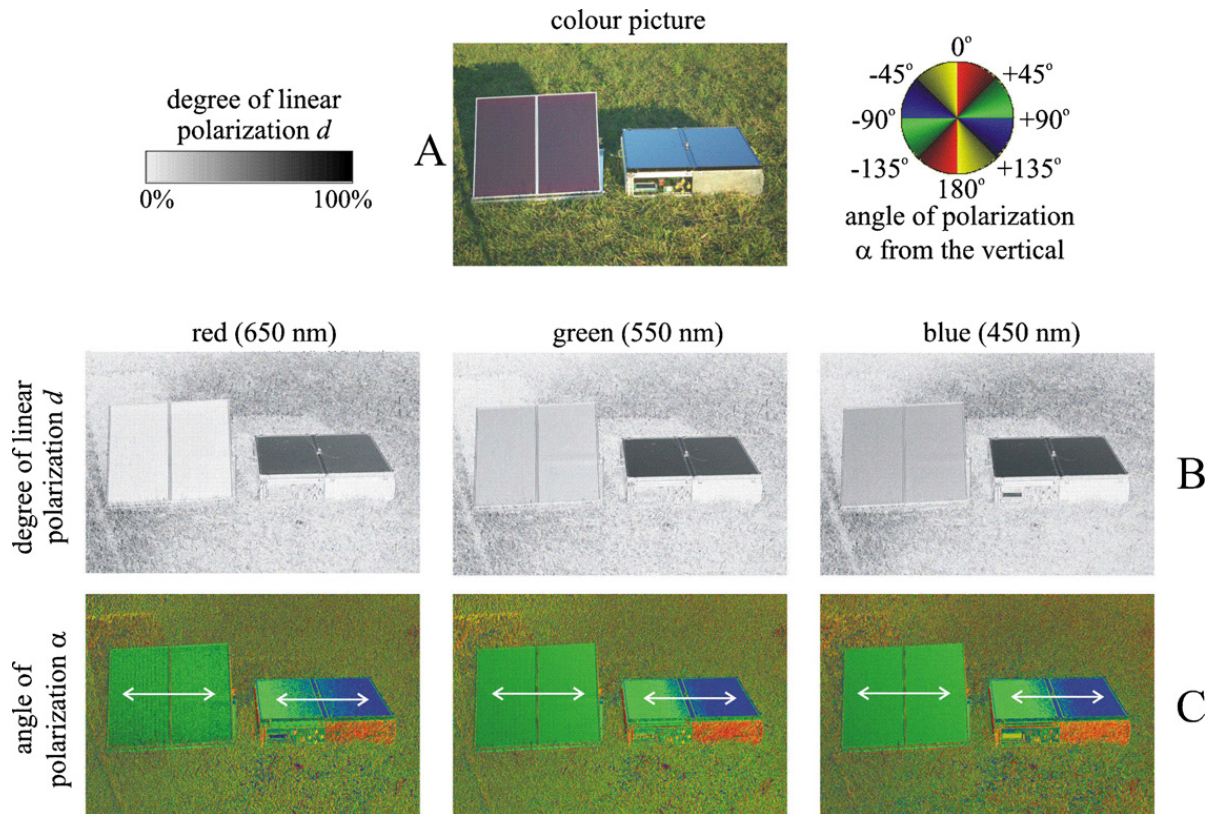 colour picture
degree of linear
polarization d
0% 100%
A
0°
-45° +45°
-90° +90°
-135° +135°
180°
angle of polarization
α from the vertical
red (650 nm) green (550 nm) blue (450 nm)
degree of linear
polarization d
B
angle of
polarization α
C